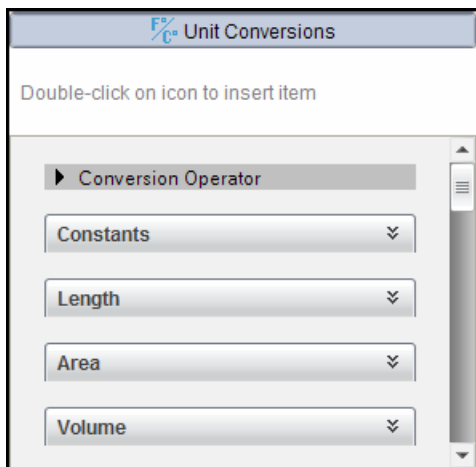 F°/C° Unit Conversions
Double-click on icon to insert item
Conversion Operator
Constants
Length
Area
Volume